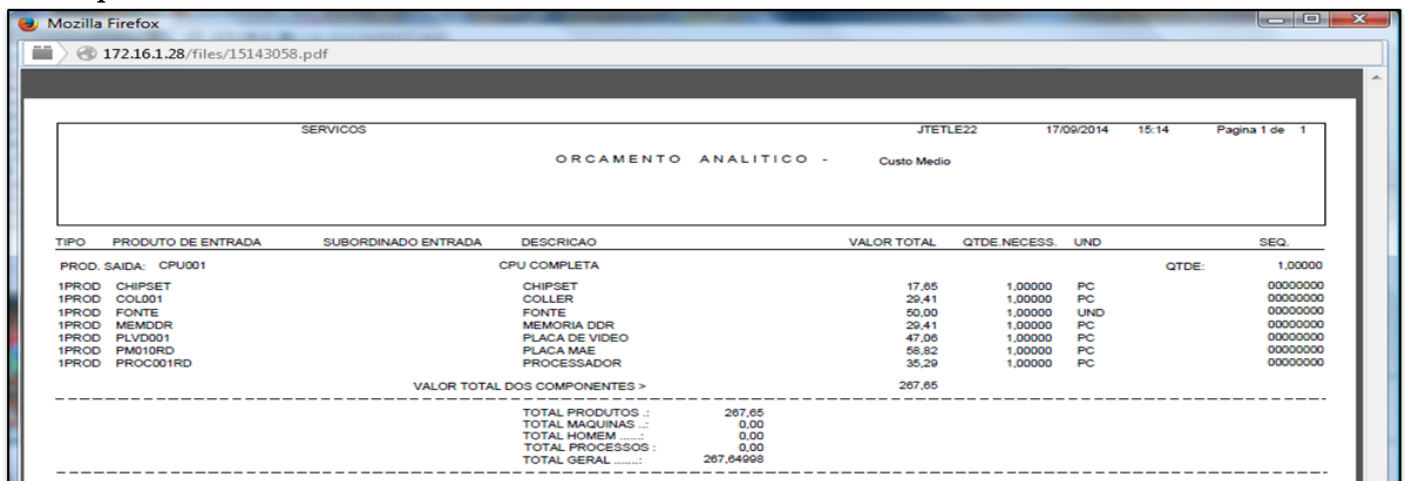 Mozilla Firefox
172.16.1.28/files/15143058.pdf
SERVICOS JTETLE22 17/09/2014 15:14 Pagina 1 de 1
ORCAMENTO ANALITICO - Custo Medio
TIPO PRODUTO DE ENTRADA SUBORDINADO ENTRADA DESCRICAO VALOR TOTAL QTDE.NECESS. UND SEQ.
PROD. SAIDA: CPU001 CPU COMPLETA QTDE: 1,00000
1PROD CHIPSET CHIPSET 17,65 1,00000 PC 00000000
1PROD COL001 COLLER 29,41 1,00000 PC 00000000
1PROD FONTE FONTE 50,00 1,00000 UND 00000000
1PROD MEMDDR MEMORIA DDR 29,41 1,00000 PC 00000000
1PROD PLVD001 PLACA DE VIDEO 47,06 1,00000 PC 00000000
1PROD PM010RD PLACA MAE 58,82 1,00000 PC 00000000
1PROD PROC001RD PROCESSADOR 35,29 1,00000 PC 00000000
VALOR TOTAL DOS COMPONENTES > 267,65
TOTAL PRODUTOS .: 267,65
TOTAL MAQUINAS ..: 0,00
TOTAL HOMEM ......: 0,00
TOTAL PROCESSOS : 0,00
TOTAL GERAL .......: 267,64998